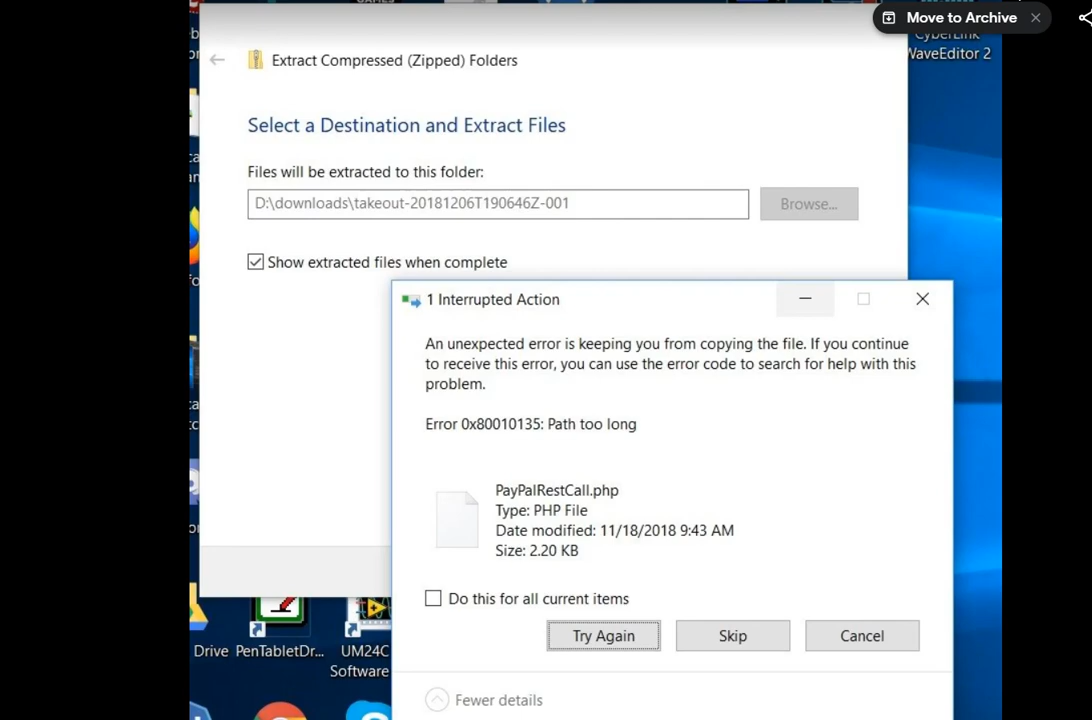 Move to Archive
CyberLink
WaveEditor 2
Extract Compressed (Zipped) Folders
Select a Destination and Extract Files
Files will be extracted to this folder:
D:\downloads\takeout-20181206T190646Z-001
Browse...
Show extracted files when complete
1 Interrupted Action
An unexpected error is keeping you from copying the file. If you continue
to receive this error, you can use the error code to search for help with this
problem.
Error 0x80010135: Path too long
PayPalRestCall.php
Type: PHP File
Date modified: 11/18/2018 9:43 AM
Size: 2.20 KB
Do this for all current items
Try Again
Skip
Cancel
Drive
PenTabletDr...
UM24C
Software
Fewer details